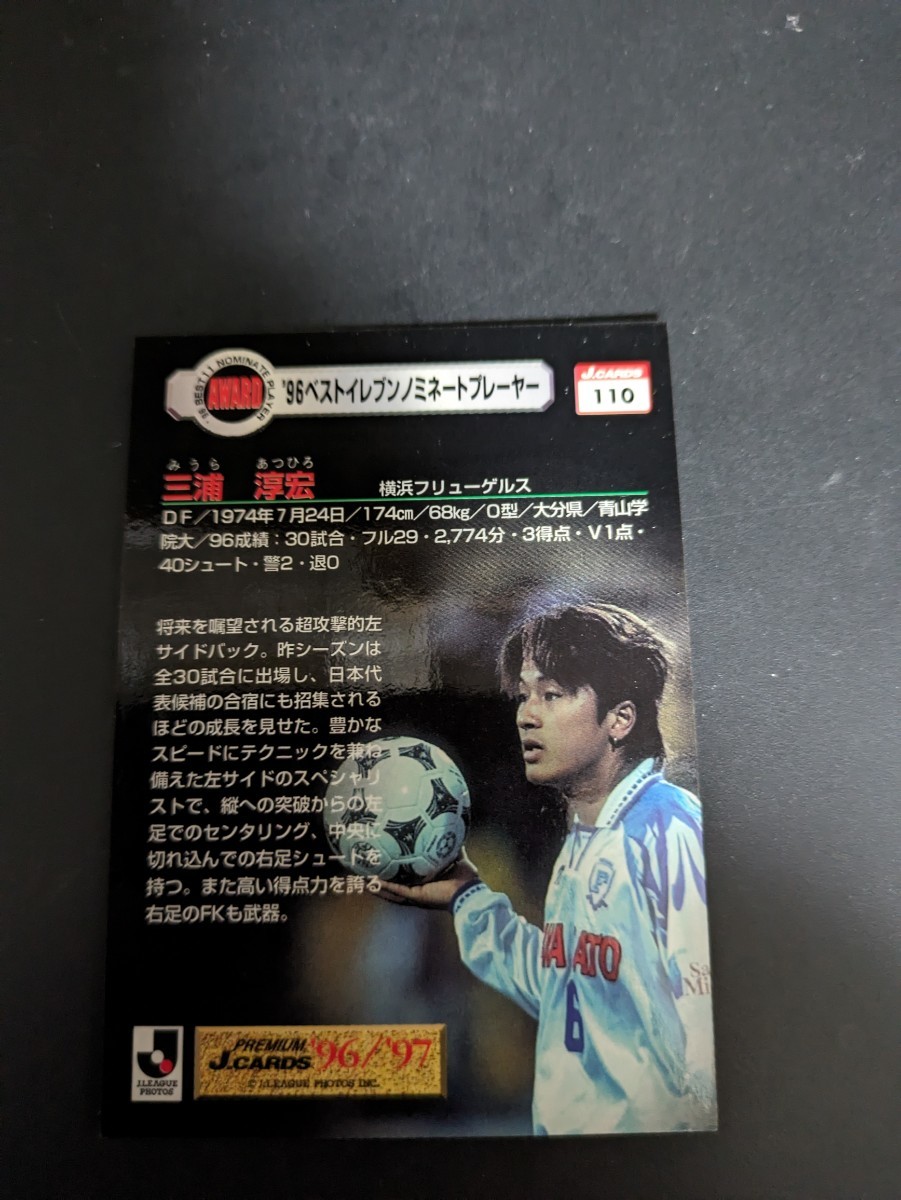 '96 BEST 11 NOMINATE PLAYER
AWARD
'96ベストイレブンノミネートプレーヤー
J.CARDS
110
みうら あつひろ
三浦 淳宏 横浜フリューゲルス
DF／1974年7月24日／174cm／68kg／O型／大分県／青山学
院大／96成績：30試合・フル29・2,774分・3得点・V1点・
40シュート・警2・退0
将来を嘱望される超攻撃的左
サイドバック。昨シーズンは
全30試合に出場し、日本代
表候補の合宿にも招集される
ほどの成長を見せた。豊かな
スピードにテクニックを兼ね
備えた左サイドのスペシャリ
ストで、縦への突破からの左
足でのセンタリング、中央に
切れ込んでの右足シュートを
持つ。また高い得点力を誇る
右足のFKも武器。
ATO
6
Sa
Mi
J.LEAGUE
PHOTOS
PREMIUM
J.CARDS '96/'97
© J.LEAGUE PHOTOS INC.